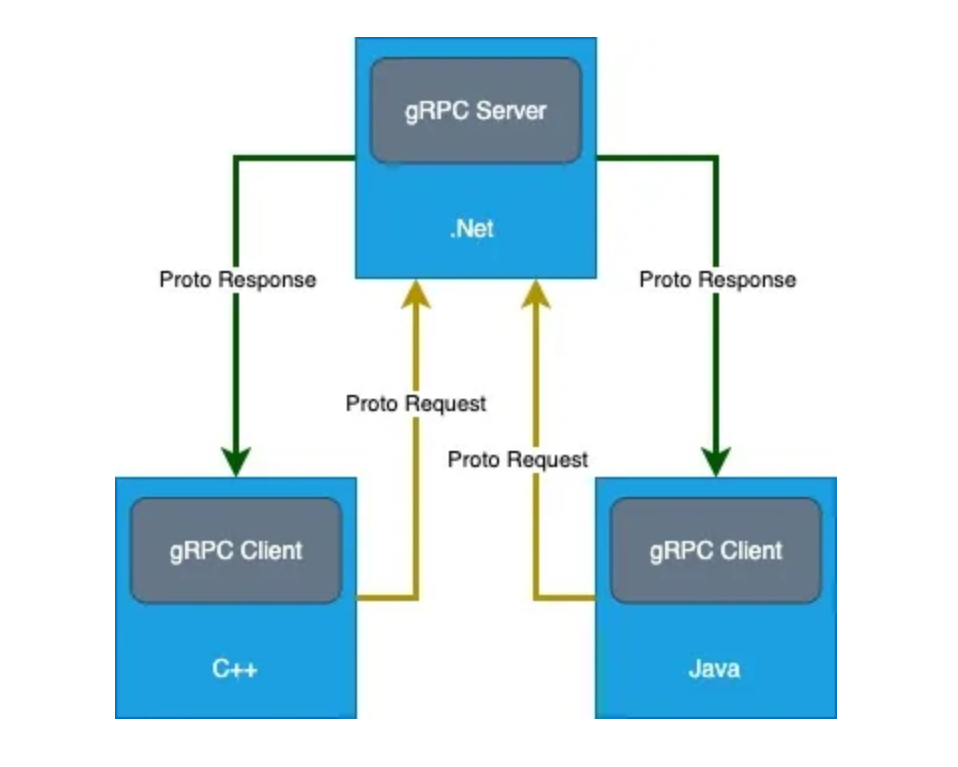 gRPC Server
.Net
Proto Response
Proto Response
Proto Request
Proto Request
gRPC Client
C++
gRPC Client
Java